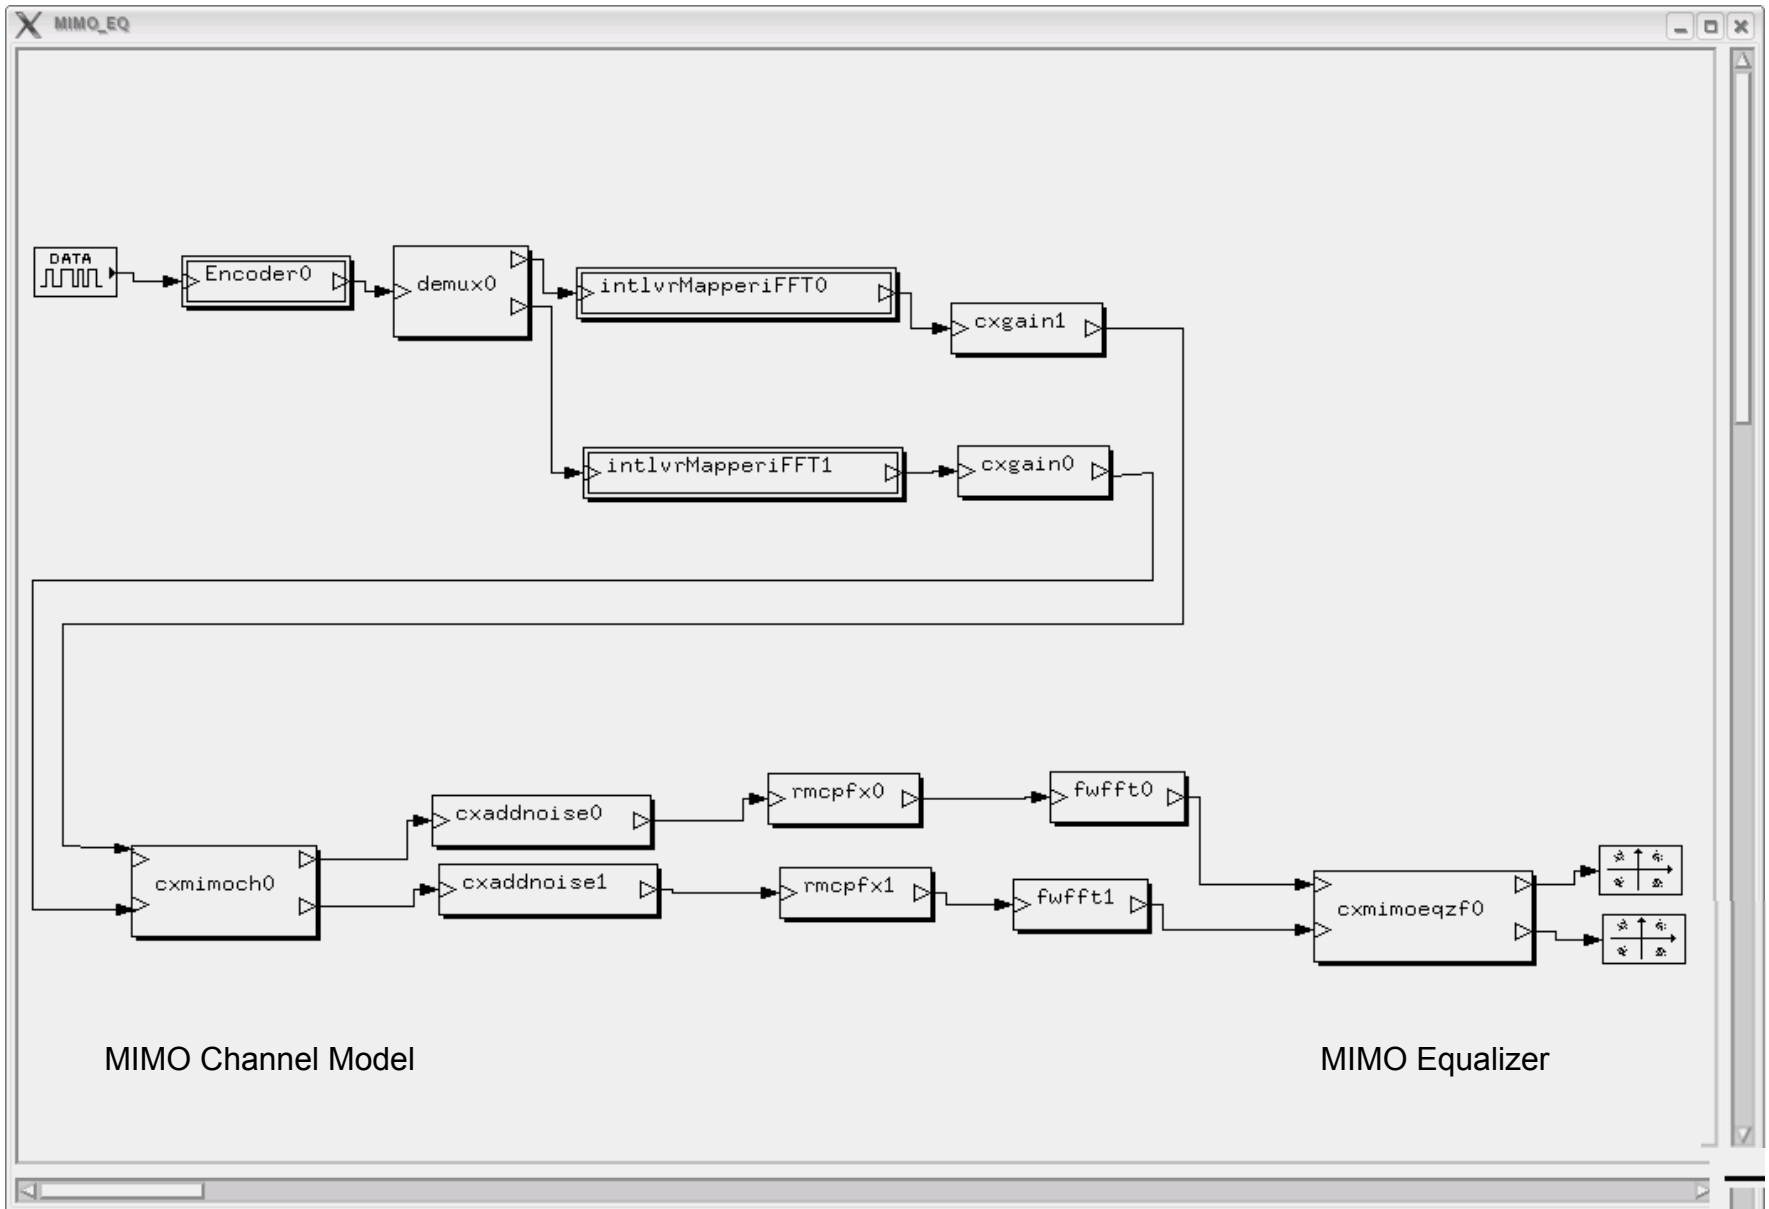 MIMO_EQ
DATA
Encoder0
demux0
intlvrMapperiFFT0
cxgain1
intlvrMapperiFFT1
cxgain0
cxmimoch0
cxaddnoise0
rmcpfx0
fwfft0
cxaddnoise1
rmcpfx1
fwfft1
cxmimoeqzf0
MIMO Channel Model
MIMO Equalizer